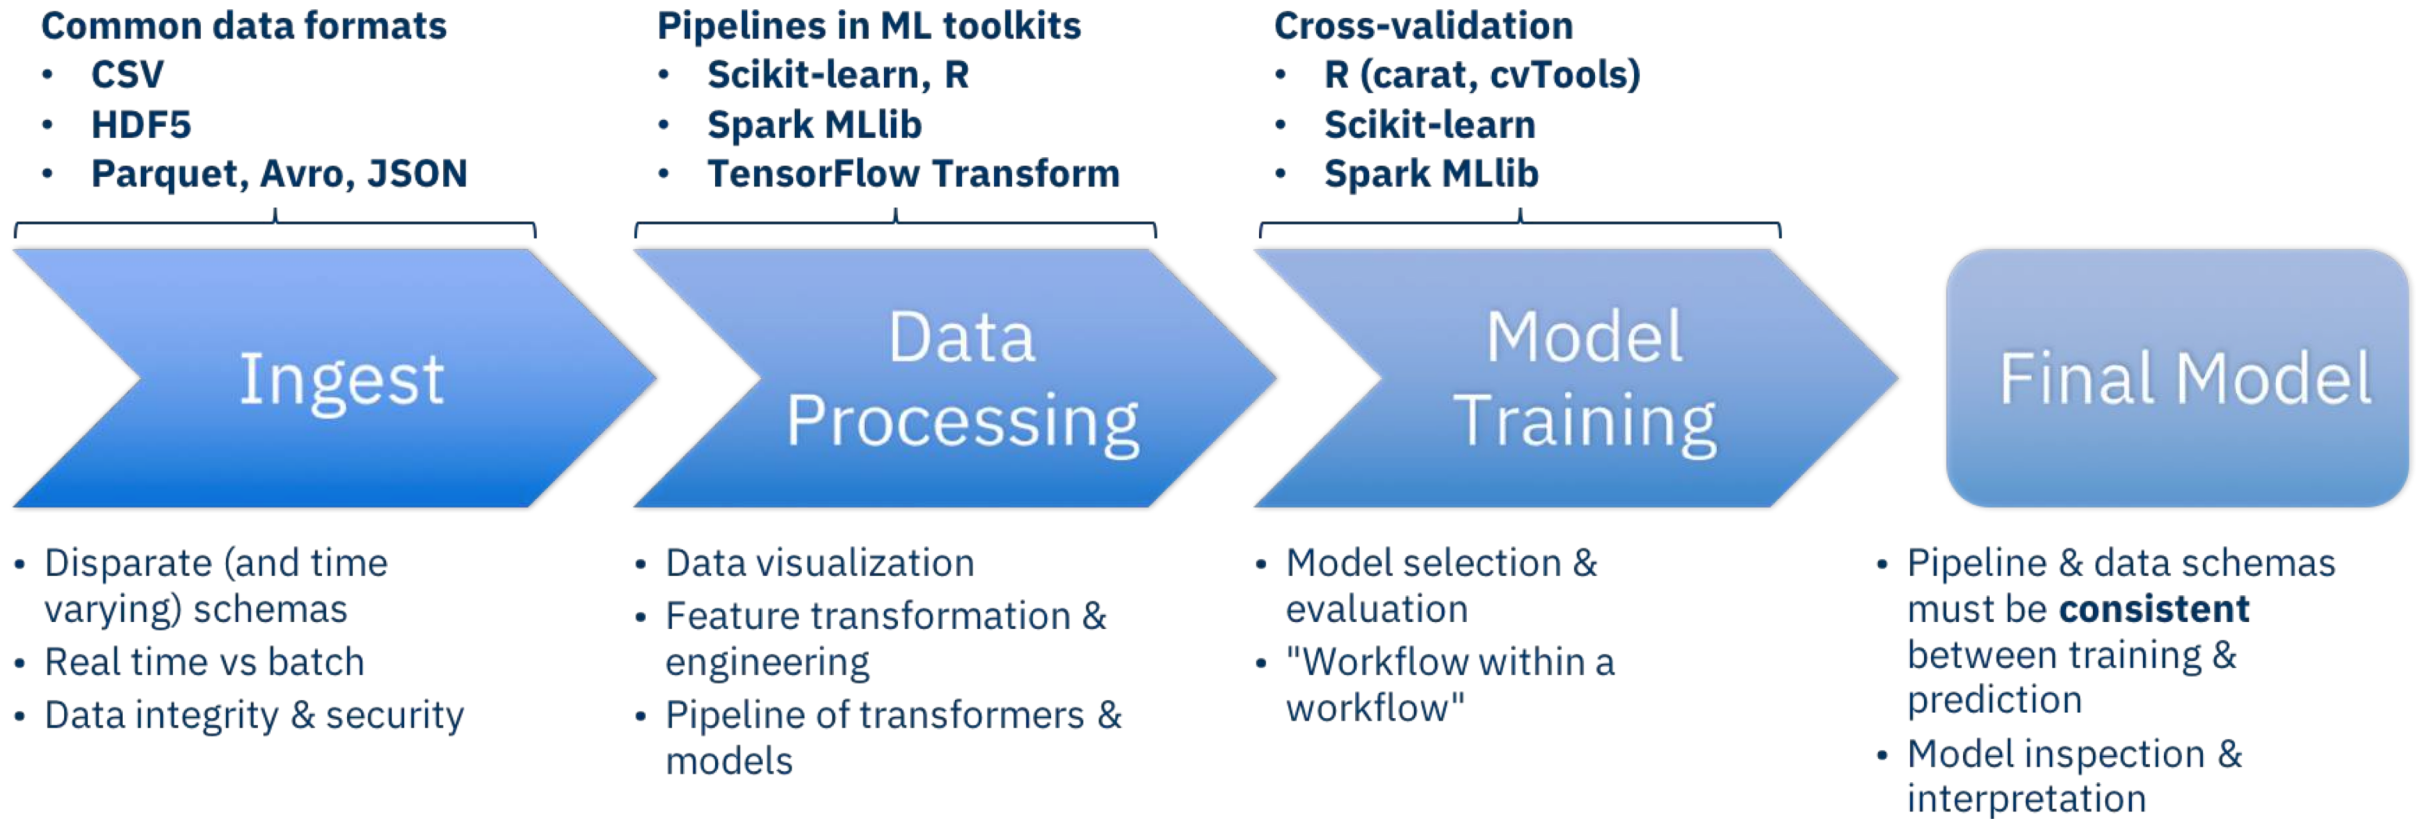 Common data formats
• CSV
• HDF5
• Parquet, Avro, JSON
Pipelines in ML toolkits
• Scikit-learn, R
• Spark MLlib
• TensorFlow Transform
Cross-validation
• R (carat, cvTools)
• Scikit-learn
• Spark MLlib
Ingest
Data
Processing
Model
Training
Final Model
• Disparate (and time
varying) schemas
• Real time vs batch
• Data integrity & security
• Data visualization
• Feature transformation &
engineering
• Pipeline of transformers &
models
• Model selection &
evaluation
• "Workflow within a
workflow"
• Pipeline & data schemas
must be consistent
between training &
prediction
• Model inspection &
interpretation